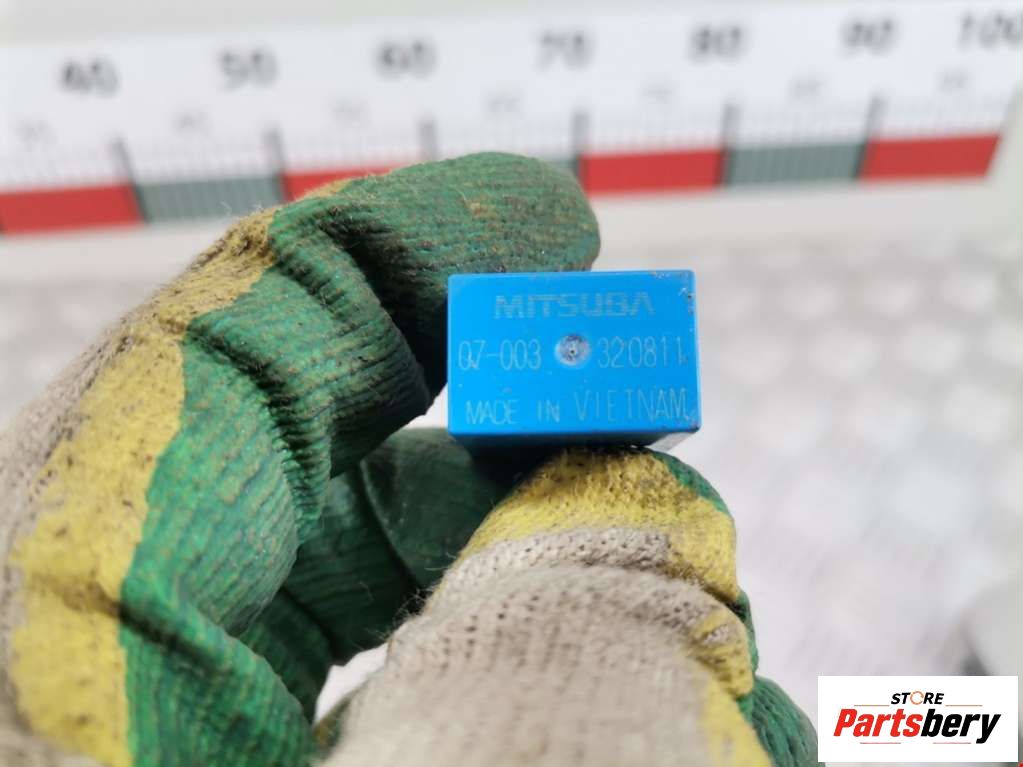 40 50 60 70 80 90 100
MITSUBA
07-003 320811
MADE IN VIETNAM
STORE
Partsbery